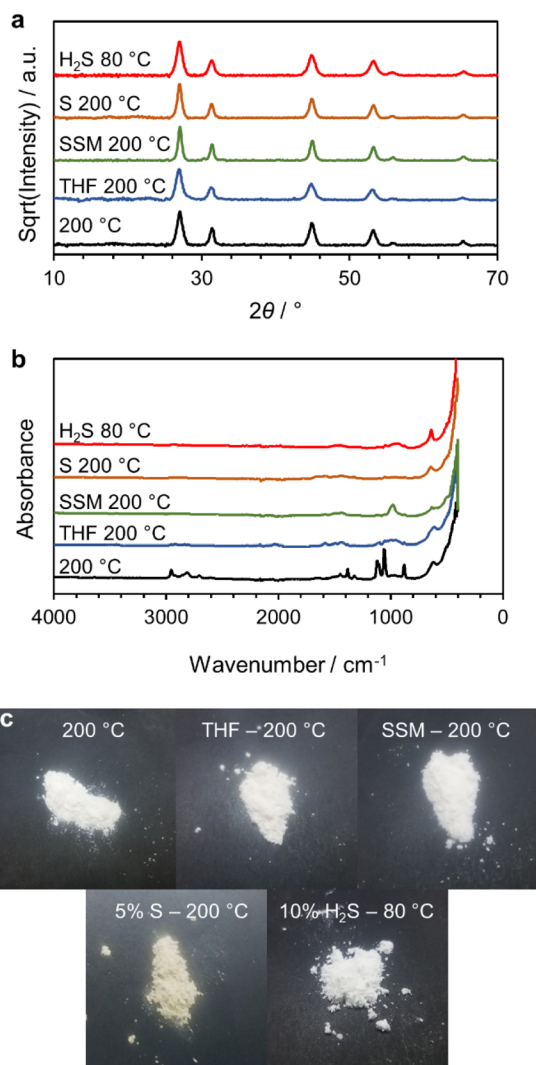 a
Sqrt(Intensity) / a.u.
H₂S 80 °C
S 200 °C
SSM 200 °C
THF 200 °C
200 °C
10 30 50 70
2θ / °
b
Absorbance
H₂S 80 °C
S 200 °C
SSM 200 °C
THF 200 °C
200 °C
4000 3000 2000 1000 0
Wavenumber / cm⁻¹
c
200 °C THF – 200 °C SSM – 200 °C
5% S – 200 °C 10% H₂S – 80 °C